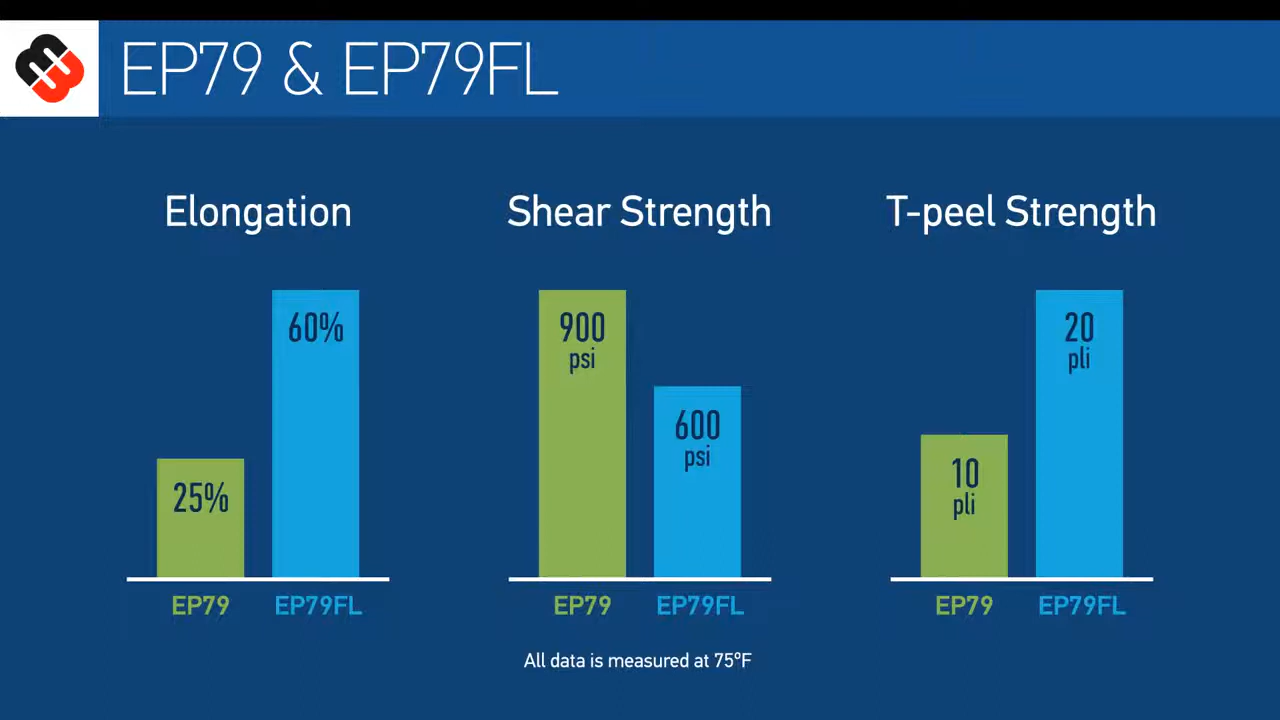 EP79 & EP79FL
Elongation
Shear Strength
T-peel Strength
60%
25%
EP79
EP79FL
900
psi
600
psi
EP79
EP79FL
20
pli
10
pli
EP79
EP79FL
All data is measured at 75°F